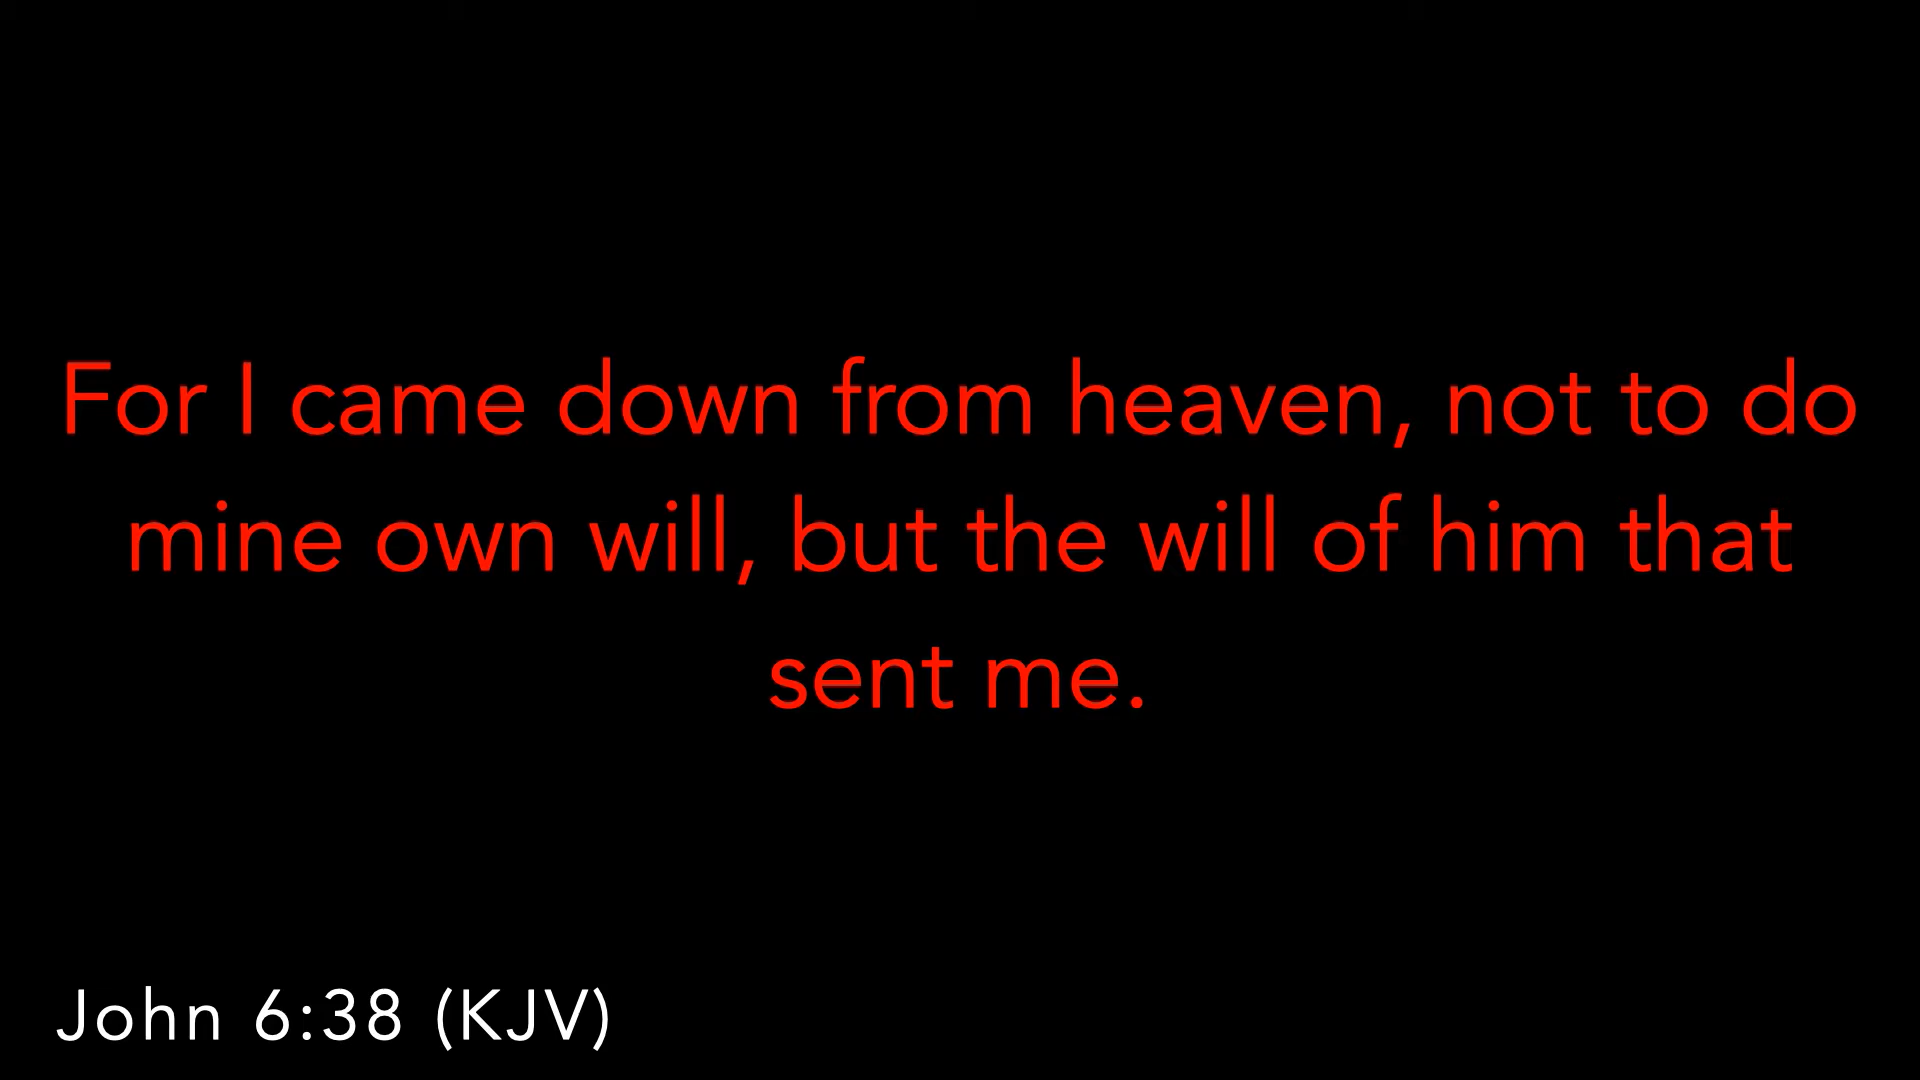 For I came down from heaven, not to do
mine own will, but the will of him that
sent me.
John 6:38 (KJV)